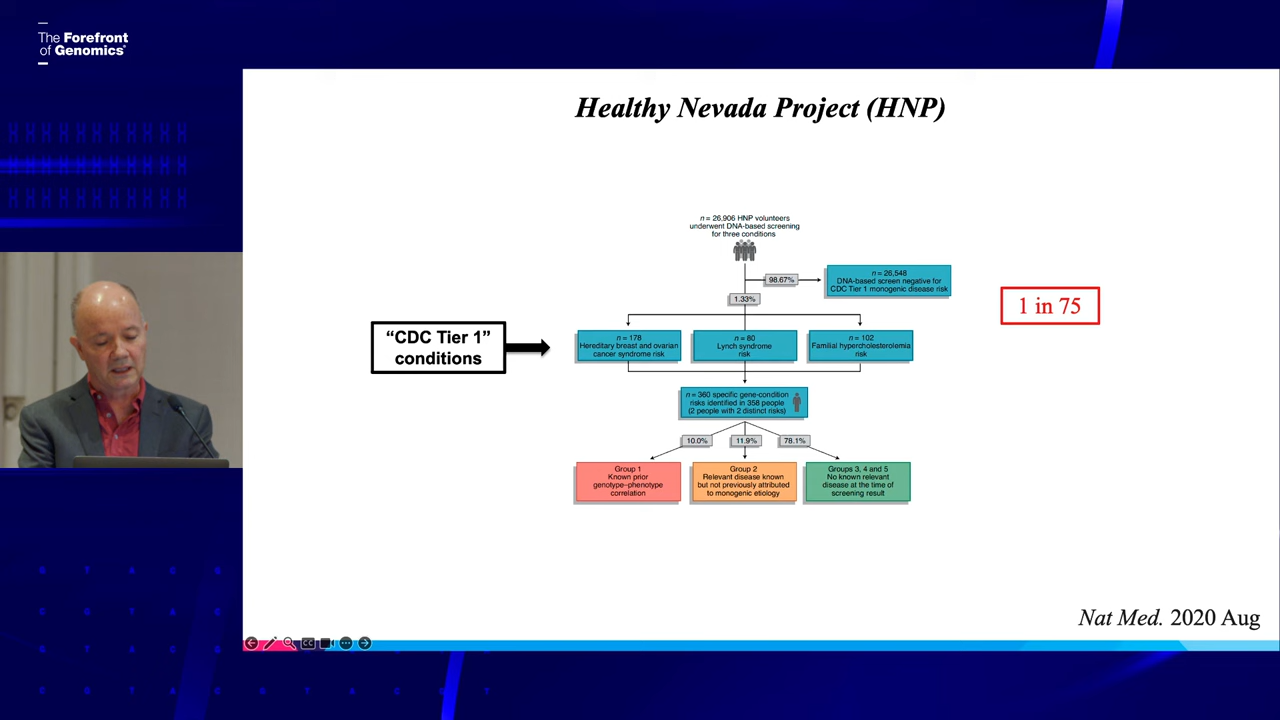 The Forefront
of Genomics®
Healthy Nevada Project (HNP)
n = 26,906 HNP volunteers
underwent DNA-based screening
for three conditions
98.67%
n = 26,548
DNA-based screen negative for
CDC Tier 1 monogenic disease risk
1.33%
1 in 75
"CDC Tier 1"
conditions
n = 178
Hereditary breast and ovarian
cancer syndrome risk
n = 80
Lynch syndrome
risk
n = 102
Familial hypercholesterolemia
risk
n = 360 specific gene-condition
risks identified in 358 people
(2 people with 2 distinct risks)
10.0%
11.9%
78.1%
Group 1
Known prior
genotype–phenotype
correlation
Group 2
Relevant disease known
but not previously attributed
to monogenic etiology
Groups 3, 4 and 5
No known relevant
disease at the time of
screening result
Nat Med. 2020 Aug
CC